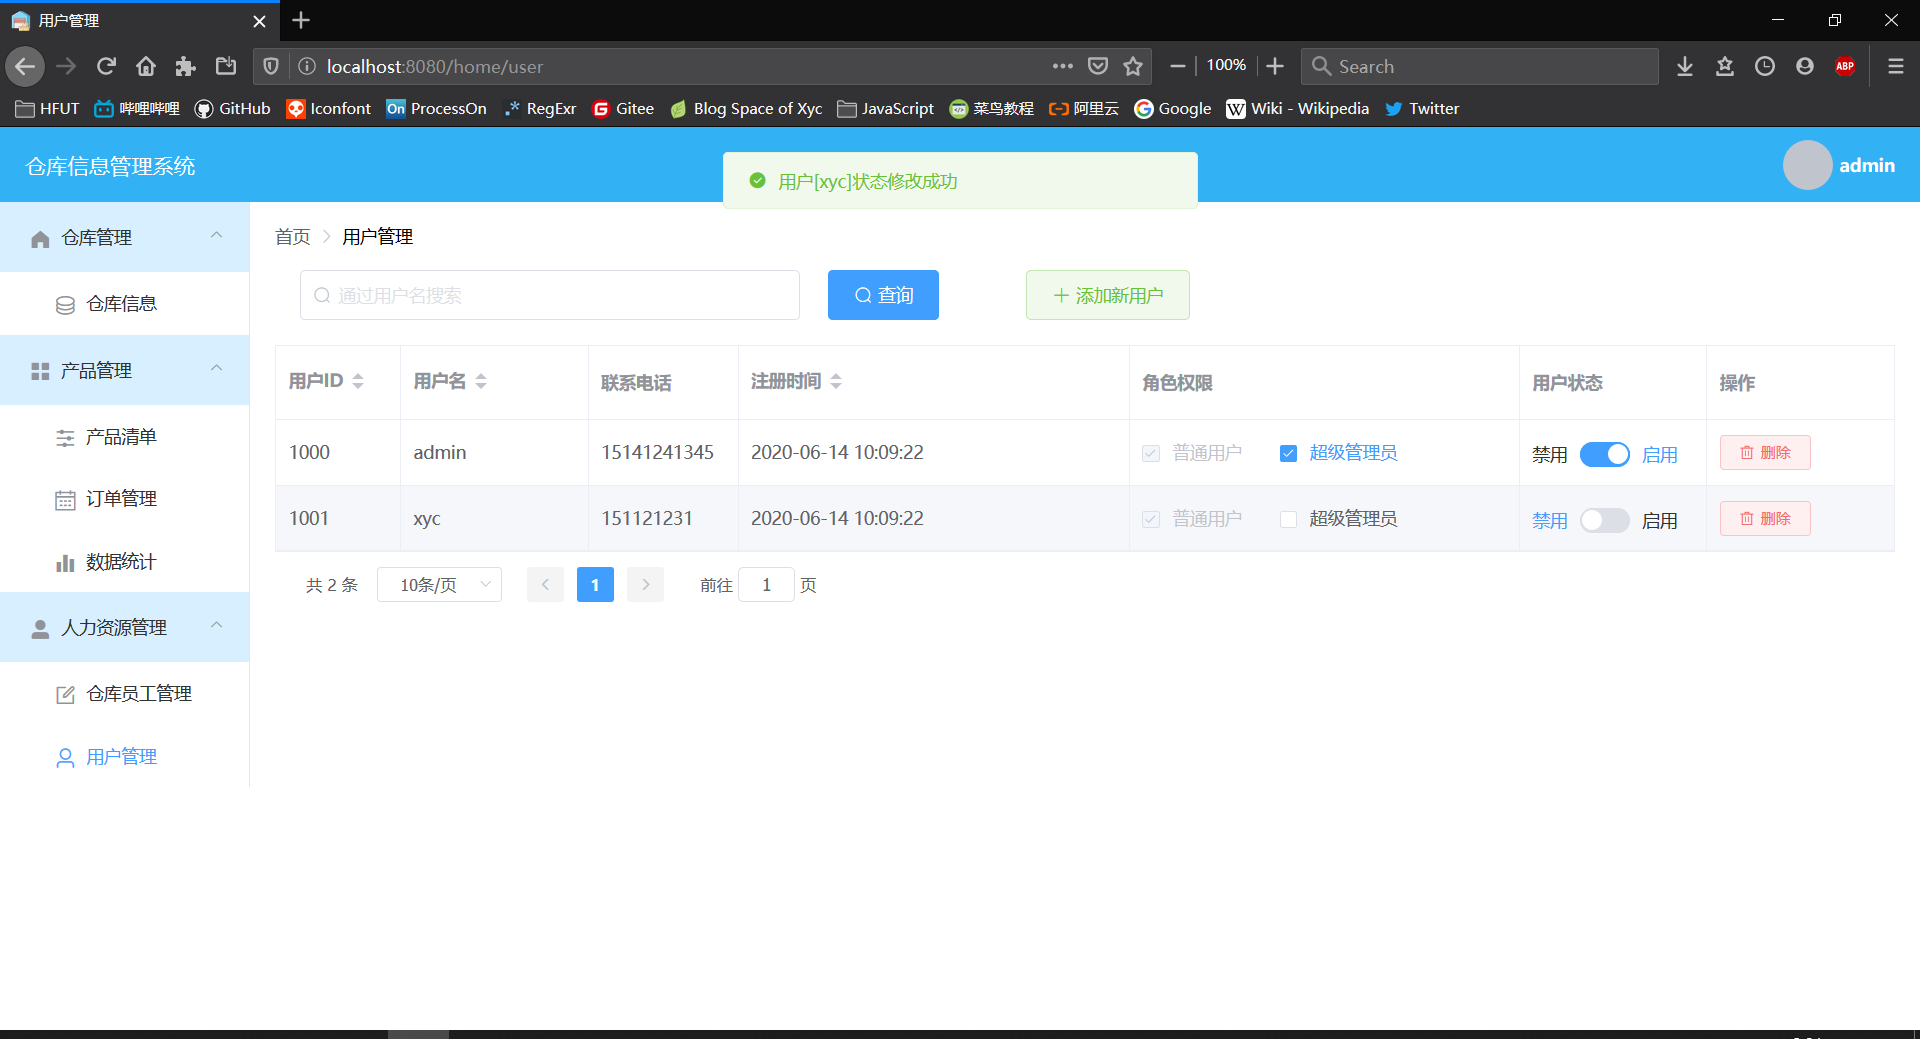 用户管理
localhost:8080/home/user
100%
Search
ABP
HFUT
哔哩哔哩
GitHub
Iconfont
On ProcessOn
RegExr
Gitee
Blog Space of Xyc
JavaScript
菜鸟教程
阿里云
Google
W Wiki - Wikipedia
Twitter
仓库信息管理系统
用户[xyc]状态修改成功
admin
仓库管理
仓库信息
产品管理
产品清单
订单管理
数据统计
人力资源管理
仓库员工管理
用户管理
首页 > 用户管理
通过用户名搜索
查询
+ 添加新用户
用户ID 用户名 联系电话 注册时间 角色权限 用户状态 操作
1000 admin 15141241345 2020-06-14 10:09:22 普通用户 超级管理员 禁用 启用 删除
1001 xyc 151121231 2020-06-14 10:09:22 普通用户 超级管理员 禁用 启用 删除
共 2 条 10条/页 < 1 > 前往 1 页